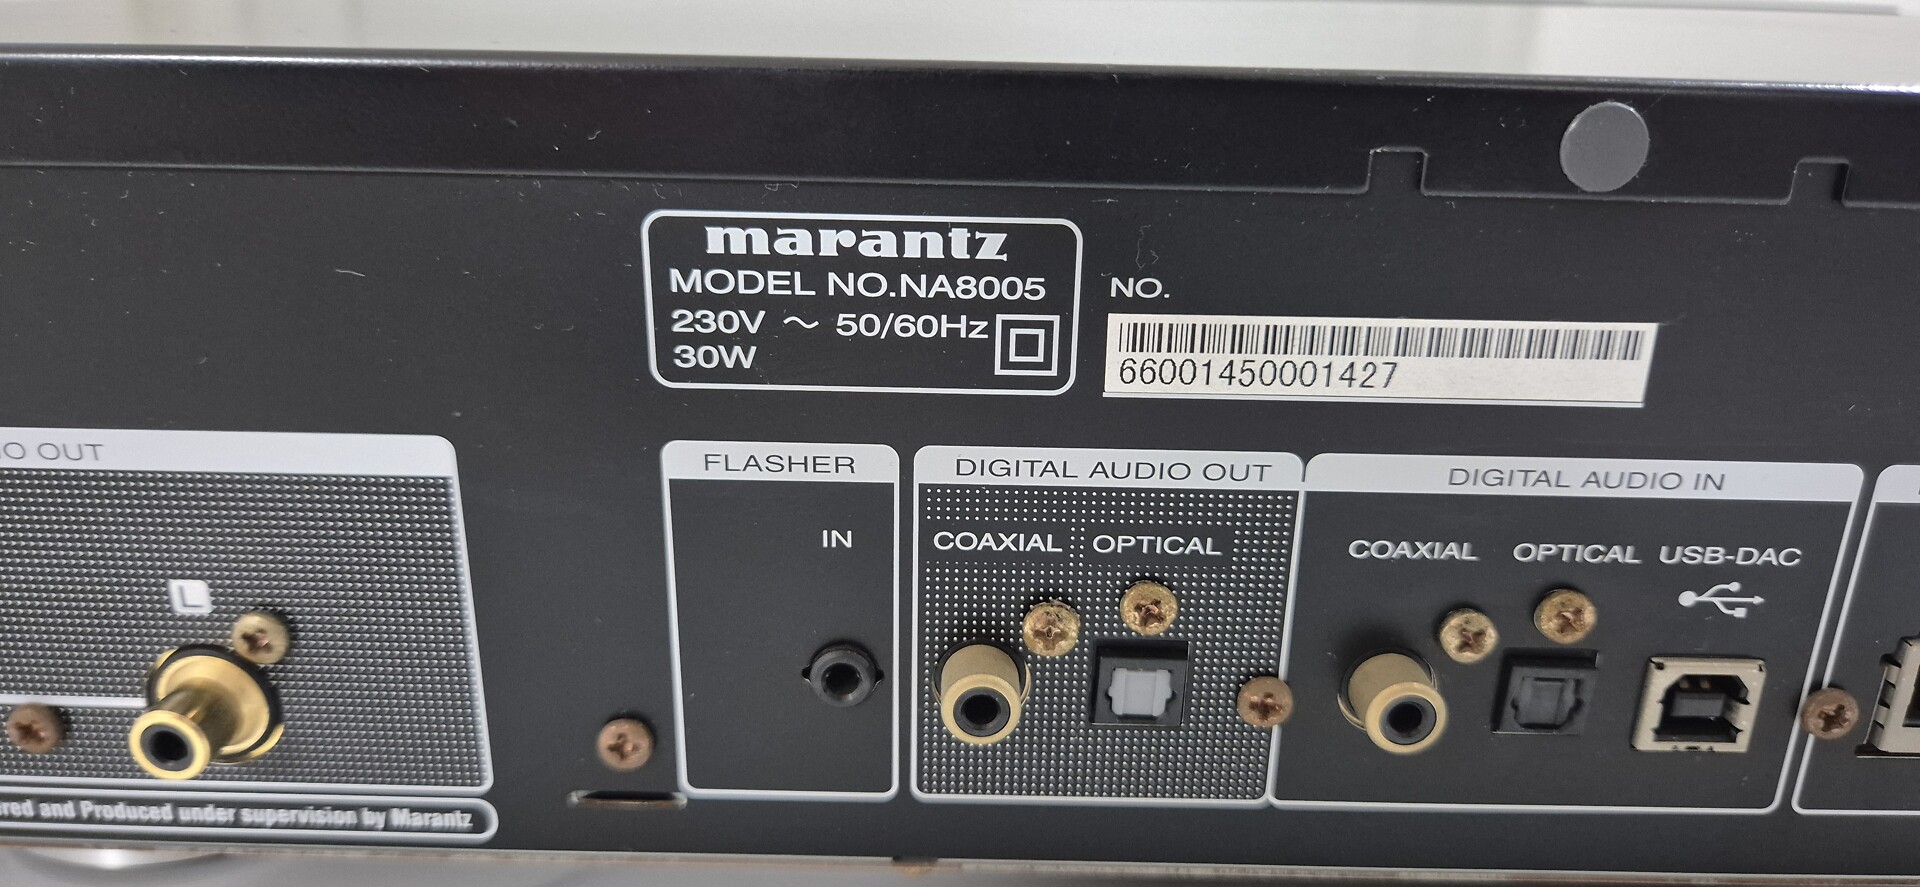 marantz
MODEL NO.NA8005
230V ~ 50/60Hz
30W
NO.
66001450001427
OUT
FLASHER
IN
DIGITAL AUDIO OUT
COAXIAL
OPTICAL
DIGITAL AUDIO IN
COAXIAL
OPTICAL
USB-DAC
L
and Produced under supervision by Marantz